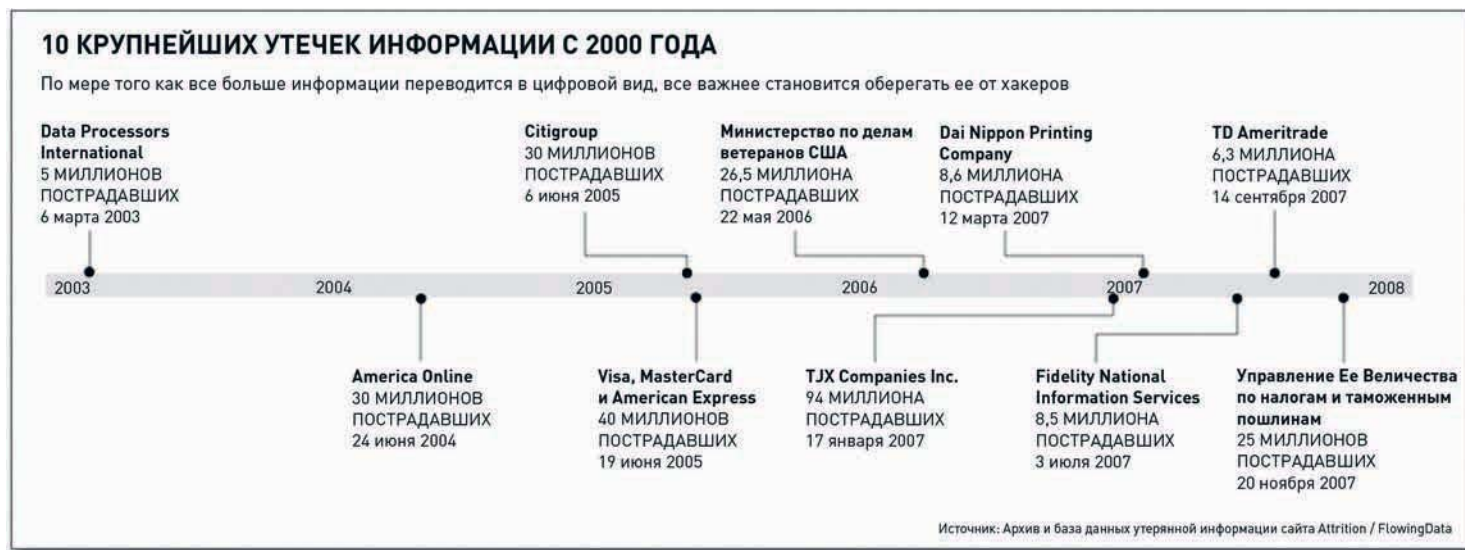 10 КРУПНЕЙШИХ УТЕЧЕК ИНФОРМАЦИИ С 2000 ГОДА
По мере того как все больше информации переводится в цифровой вид, все важнее становится оберегать ее от хакеров
Data Processors
International
5 МИЛЛИОНОВ
ПОСТРАДАВШИХ
6 марта 2003
Citigroup
30 МИЛЛИОНОВ
ПОСТРАДАВШИХ
6 июня 2005
Министерство по делам
ветеранов США
26,5 МИЛЛИОНА
ПОСТРАДАВШИХ
22 мая 2006
Dai Nippon Printing
Company
8,6 МИЛЛИОНА
ПОСТРАДАВШИХ
12 марта 2007
TD Ameritrade
6,3 МИЛЛИОНА
ПОСТРАДАВШИХ
14 сентября 2007
2003 2004 2005 2006 2007 2008
America Online
30 МИЛЛИОНОВ
ПОСТРАДАВШИХ
24 июня 2004
Visa, MasterCard
и American Express
40 МИЛЛИОНОВ
ПОСТРАДАВШИХ
19 июня 2005
TJX Companies Inc.
94 МИЛЛИОНА
ПОСТРАДАВШИХ
17 января 2007
Fidelity National
Information Services
8,5 МИЛЛИОНА
ПОСТРАДАВШИХ
3 июля 2007
Управление Ее Величества
по налогам и таможенным
пошлинам
25 МИЛЛИОНОВ
ПОСТРАДАВШИХ
20 ноября 2007
Источник: Архив и база данных утерянной информации сайта Attrition / FlowingData